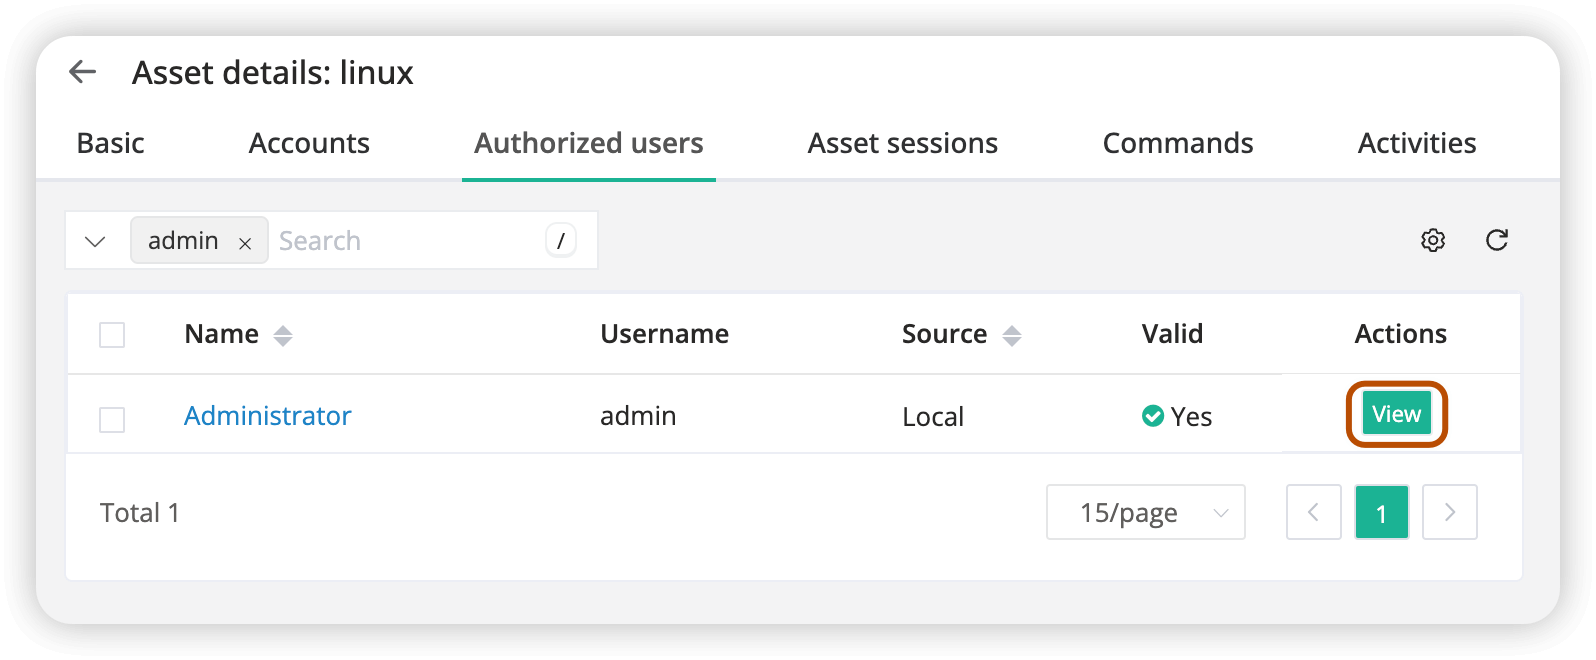 Asset details: linux
Basic Accounts Authorized users Asset sessions Commands Activities
admin × Search /
Name Username Source Valid Actions
Administrator admin Local Yes View
Total 1 15/page 1